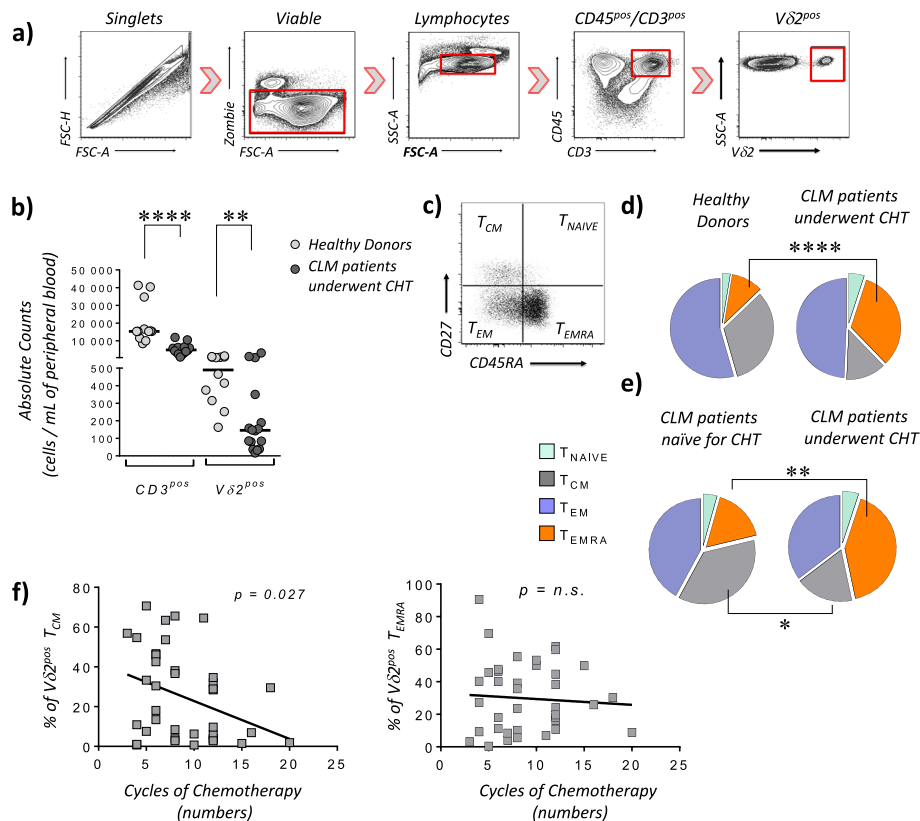 a)
Singlets
Viable
Lymphocytes
CD45pos/CD3pos
Vδ2pos
FSC-H
FSC-A
Zombie
FSC-A
SSC-A
FSC-A
CD45
CD3
SSC-A
Vδ2
b)
****
**
Healthy Donors
CLM patients
underwent CHT
Absolute Counts
(cells / mL of peripheral blood)
50 000
40 000
30 000
20 000
10 000
0
500
400
300
200
100
0
CD3pos
Vδ2pos
c)
TCM
TNAIVE
TEM
TEMRA
CD27
CD45RA
d)
Healthy
Donors
CLM patients
underwent CHT
****
e)
CLM patients
naïve for CHT
CLM patients
underwent CHT
**
*
TNAIVE
TCM
TEM
TEMRA
f)
% of Vδ2pos TCM
80
60
40
20
0
p = 0.027
0 5 10 15 20 25
Cycles of Chemotherapy
(numbers)
% of Vδ2pos TEMRA
100
80
60
40
20
0
p = n.s.
0 5 10 15 20 25
Cycles of Chemotherapy
(numbers)